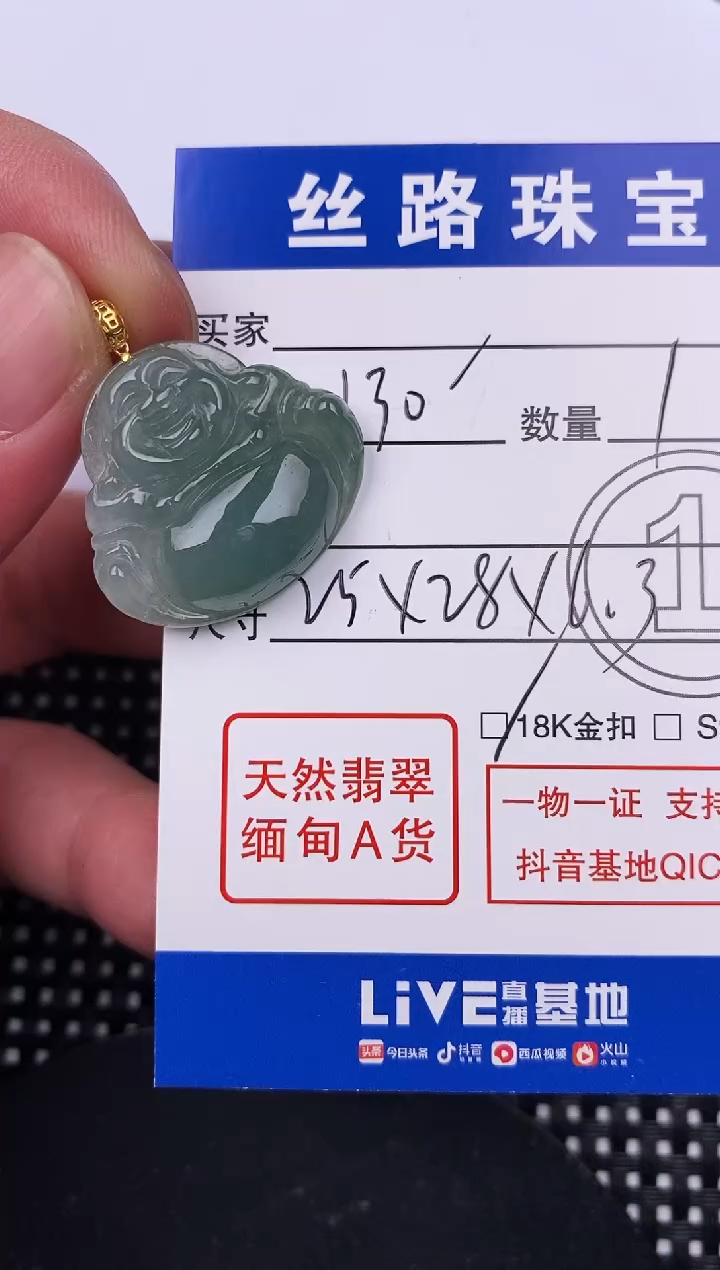 丝路珠宝
买家
130
数量 1
尺寸 25X28X6.3
1
18K金扣 S
天然翡翠
缅甸A货
一物一证 支持
抖音基地QIC
LiVE直播基地
头条 今日头条 抖音 西瓜视频 火山